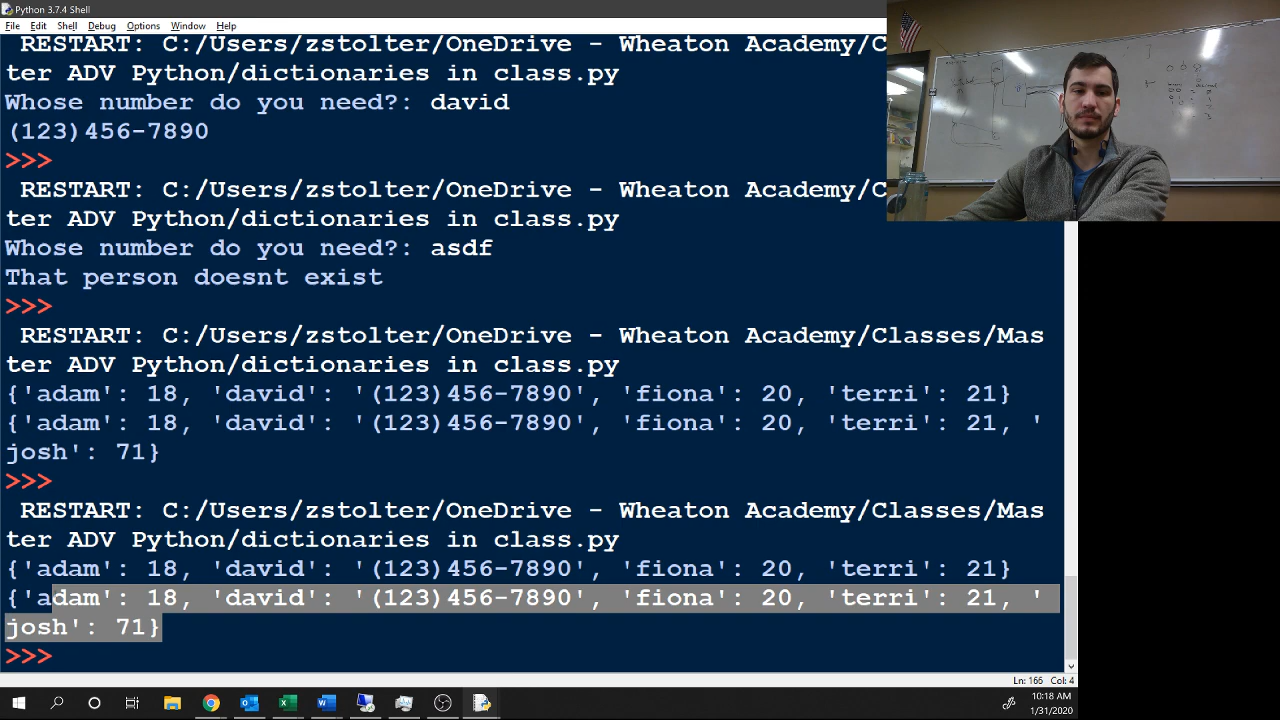 Python 3.7.4 Shell
File Edit Shell Debug Options Window Help
RESTART: C:/Users/zstolter/OneDrive - Wheaton Academy/C
ter ADV Python/dictionaries in class.py
Whose number do you need?: david
(123)456-7890
>>>
RESTART: C:/Users/zstolter/OneDrive - Wheaton Academy/C
ter ADV Python/dictionaries in class.py
Whose number do you need?: asdf
That person doesnt exist
>>>
RESTART: C:/Users/zstolter/OneDrive - Wheaton Academy/Classes/Mas
ter ADV Python/dictionaries in class.py
{'adam': 18, 'david': '(123)456-7890', 'fiona': 20, 'terri': 21}
{'adam': 18, 'david': '(123)456-7890', 'fiona': 20, 'terri': 21, '
josh': 71}
>>>
RESTART: C:/Users/zstolter/OneDrive - Wheaton Academy/Classes/Mas
ter ADV Python/dictionaries in class.py
{'adam': 18, 'david': '(123)456-7890', 'fiona': 20, 'terri': 21}
{'adam': 18, 'david': '(123)456-7890', 'fiona': 20, 'terri': 21, '
josh': 71}
>>>
Ln: 166 Col: 4
10:18 AM
1/31/2020